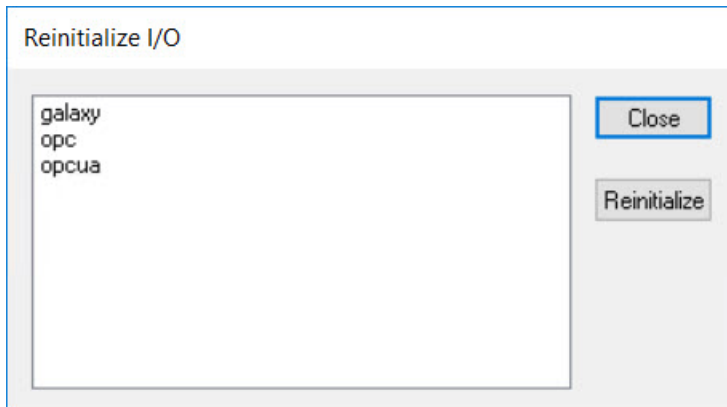 Reinitialize I/O
galaxy
opc
opcua
Close
Reinitialize